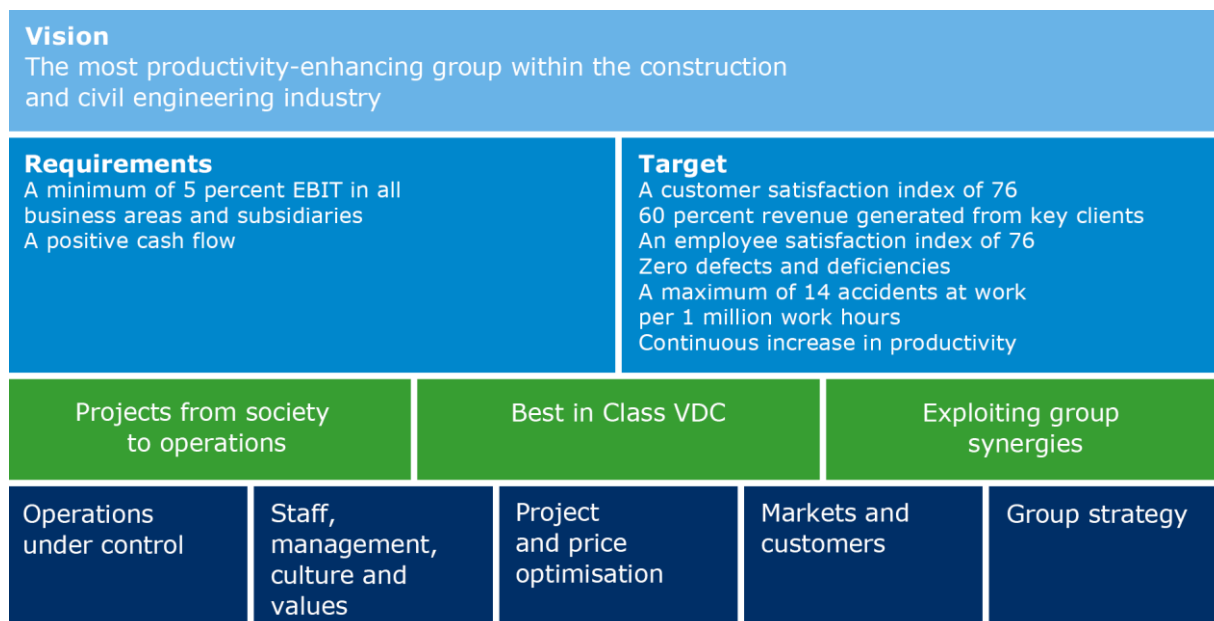 Vision
The most productivity-enhancing group within the construction
and civil engineering industry
Requirements
A minimum of 5 percent EBIT in all
business areas and subsidiaries
A positive cash flow
Target
A customer satisfaction index of 76
60 percent revenue generated from key clients
An employee satisfaction index of 76
Zero defects and deficiencies
A maximum of 14 accidents at work
per 1 million work hours
Continuous increase in productivity
Projects from society
to operations
Best in Class VDC
Exploiting group
synergies
Operations
under control
Staff,
management,
culture and
values
Project
and price
optimisation
Markets and
customers
Group strategy